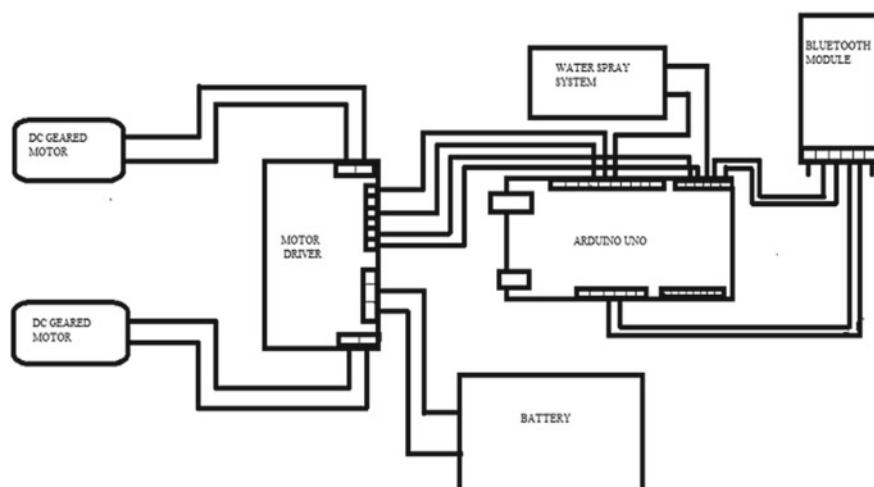 BLUETOOTH
MODULE
WATER SPRAY
SYSTEM
DC GEARED
MOTOR
MOTOR
DRIVER
ARDUINO UNO
DC GEARED
MOTOR
BATTERY